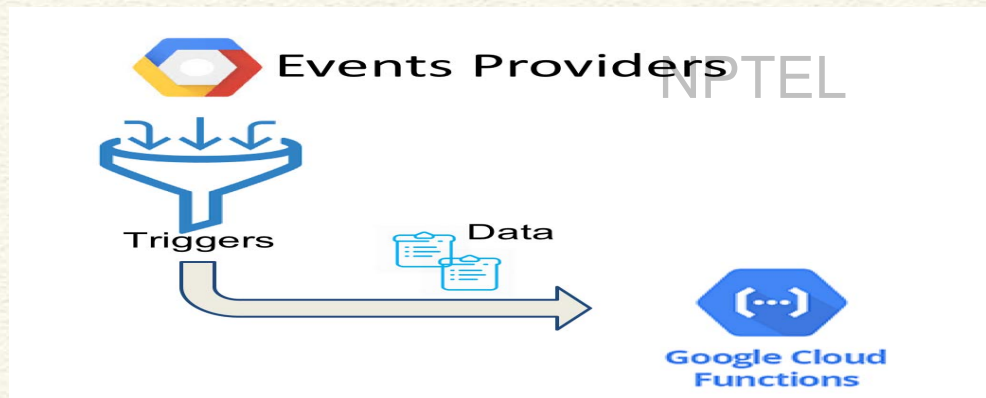 Events Providers
NPTEL
Triggers
Data
Google Cloud
Functions